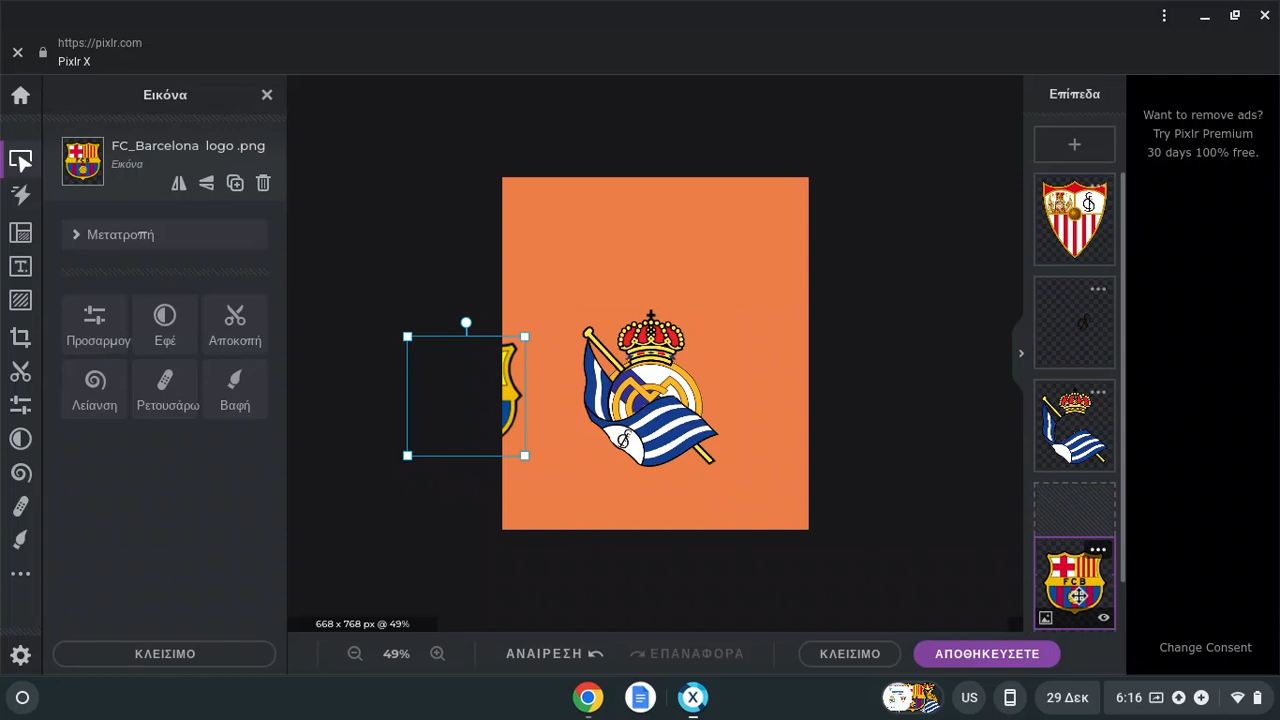 https://pixlr.com
Pixlr X
Εικόνα
FC_Barcelona logo .png
Εικόνα
Μετατροπή
Προσαρμογ
Εφέ
Αποκοπή
Λείανση
Ρετουσάρω
Βαφή
ΚΛΕΙΣΙΜΟ
668 x 768 px @ 49%
49%
ΑΝΑΙΡΕΣΗ
ΕΠΑΝΑΦΟΡΑ
ΚΛΕΙΣΙΜΟ
ΑΠΟΘΗΚΕΥΣΕΤΕ
Επίπεδα
FCB
Want to remove ads?
Try Pixlr Premium
30 days 100% free.
Change Consent
US
29 Δεκ
6:16